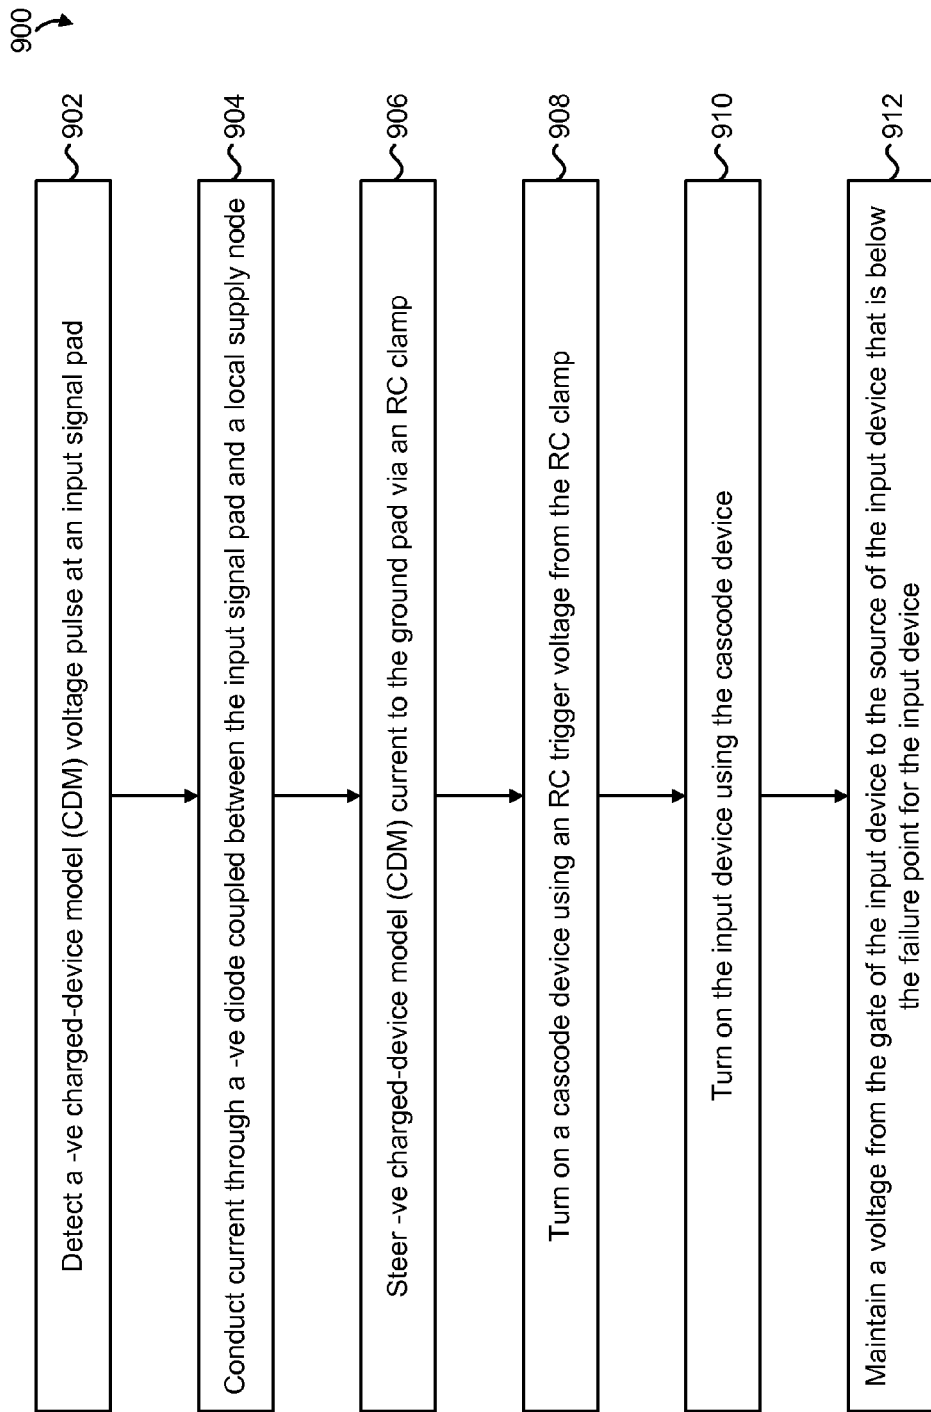 900
Detect a -ve charged-device model (CDM) voltage pulse at an input signal pad
902
Conduct current through a -ve diode coupled between the input signal pad and a local supply node
904
Steer -ve charged-device model (CDM) current to the ground pad via an RC clamp
906
Turn on a cascode device using an RC trigger voltage from the RC clamp
908
Turn on the input device using the cascode device
910
Maintain a voltage from the gate of the input device to the source of the input device that is below
the failure point for the input device
912